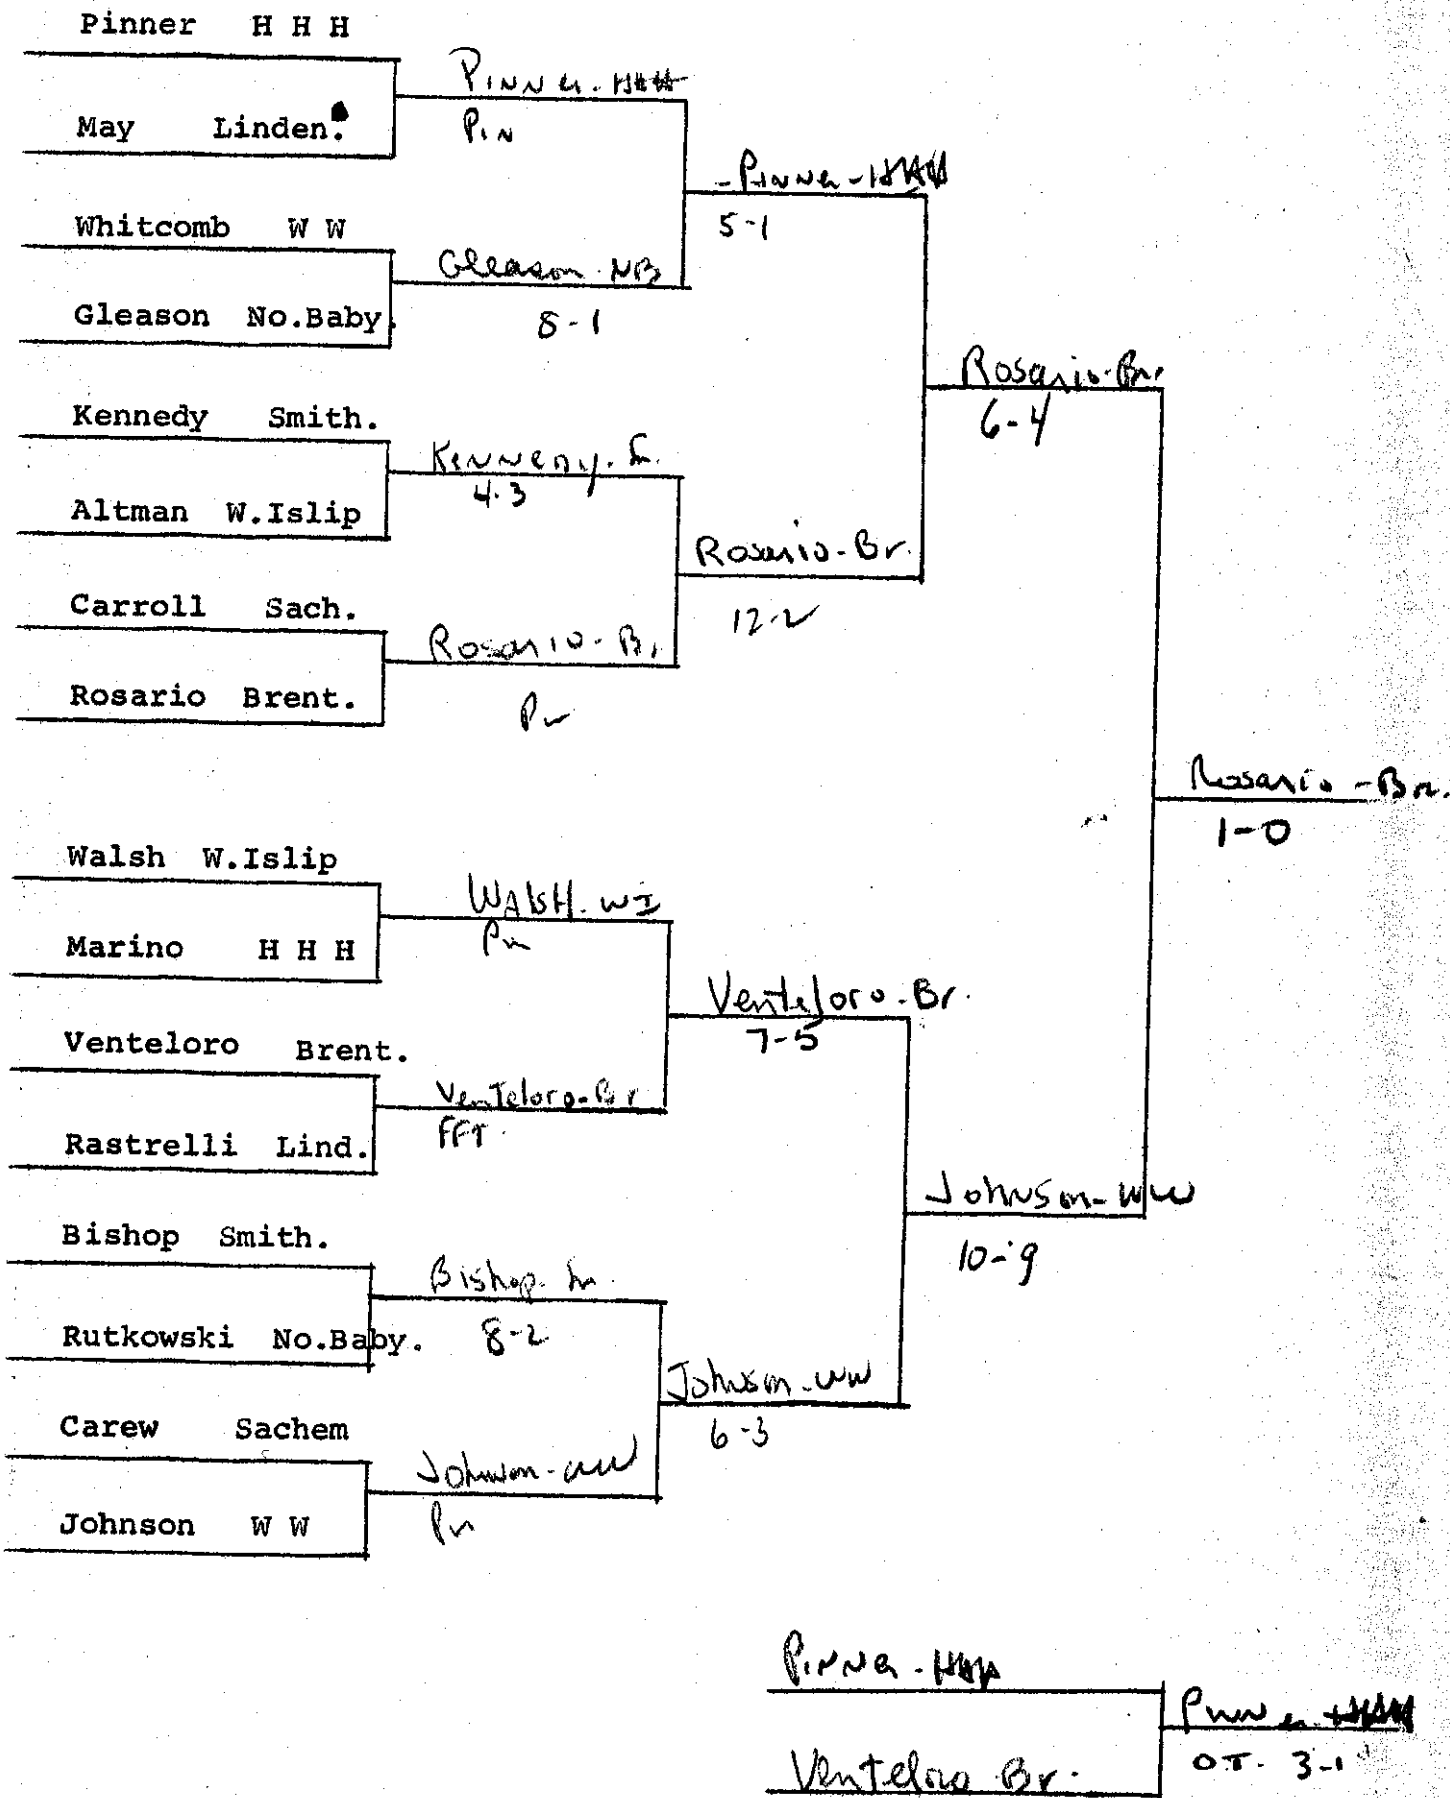 Pinner H H H
Pinner - HHH
Pin
May Linden.
- Pinner - HHH
5-1
Whitcomb W W
Gleason - NB
8-1
Gleason No.Baby.
Rosario - Br.
6-4
Kennedy Smith.
Kennedy - Sm.
4-3
Altman W.Islip
Rosario - Br.
12-2
Carroll Sach.
Rosario - Br.
Pin
Rosario Brent.
Rosario - Br.
1-0
Walsh W.Islip
WAlsH - WI
Pin
Marino H H H
Venteloro - Br.
7-5
Venteloro Brent.
Venteloro - Br
FFT.
Rastrelli Lind.
Johnson - WW
10-9
Bishop Smith.
Bishop - Sm.
8-2
Rutkowski No.Baby.
Johnson - WW
6-3
Carew Sachem
Johnson - WW
Pin
Johnson W W
Pinner - HHH
Pinner - HHH
O.T. 3-1
Venteloro Br.